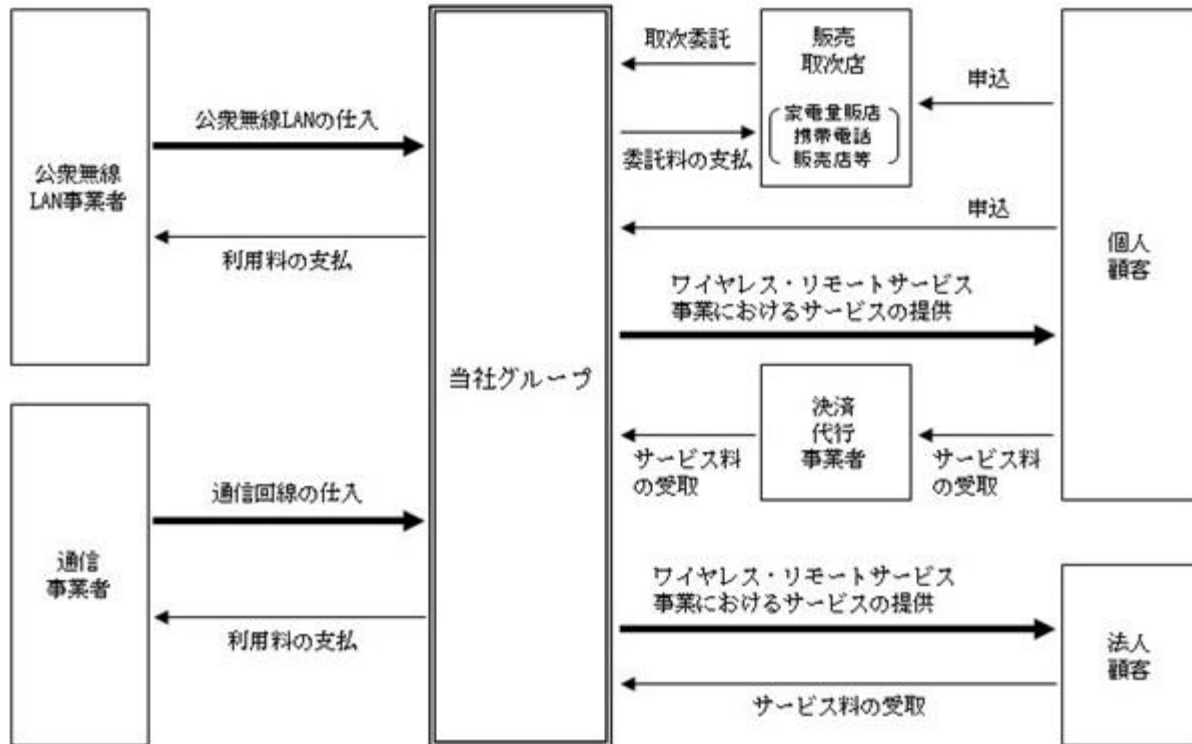 公衆無線
LAN事業者
公衆無線LANの仕入
利用料の支払
通信
事業者
通信回線の仕入
利用料の支払
当社グループ
取次委託
委託料の支払
販売
取次店
家電量販店
携帯電話
販売店等
申込
申込
ワイヤレス・リモートサービス
事業におけるサービスの提供
サービス料
の受取
決済
代行
事業者
サービス料
の受取
個人
顧客
ワイヤレス・リモートサービス
事業におけるサービスの提供
サービス料の受取
法人
顧客